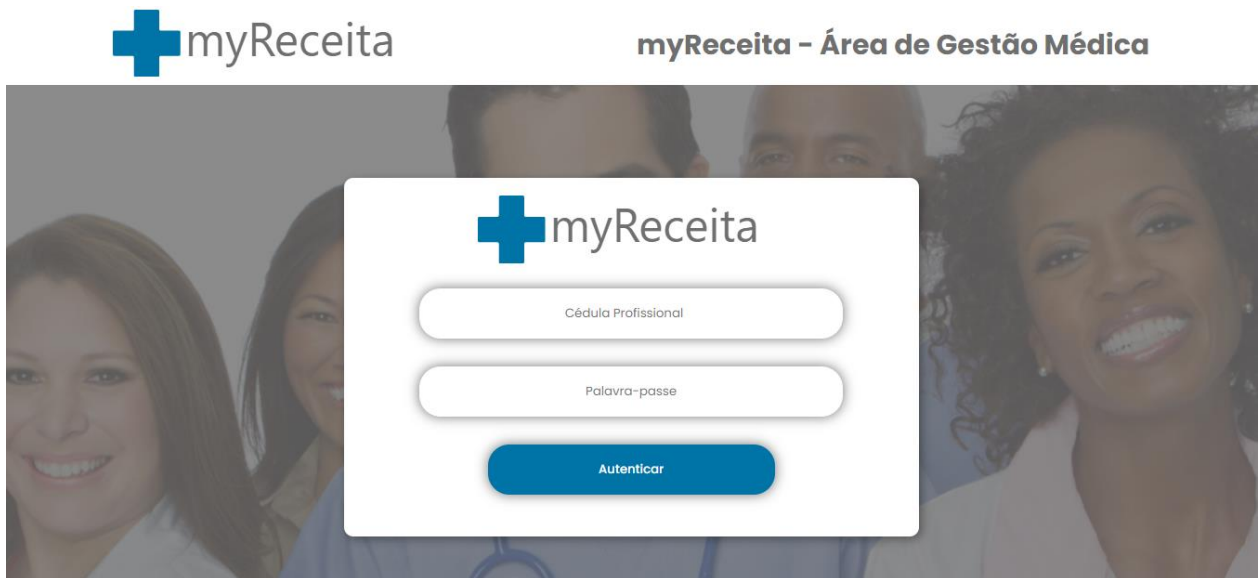 myReceita
myReceita - Área de Gestão Médica
myReceita
Cédula Profissional
Palavra-passe
Autenticar